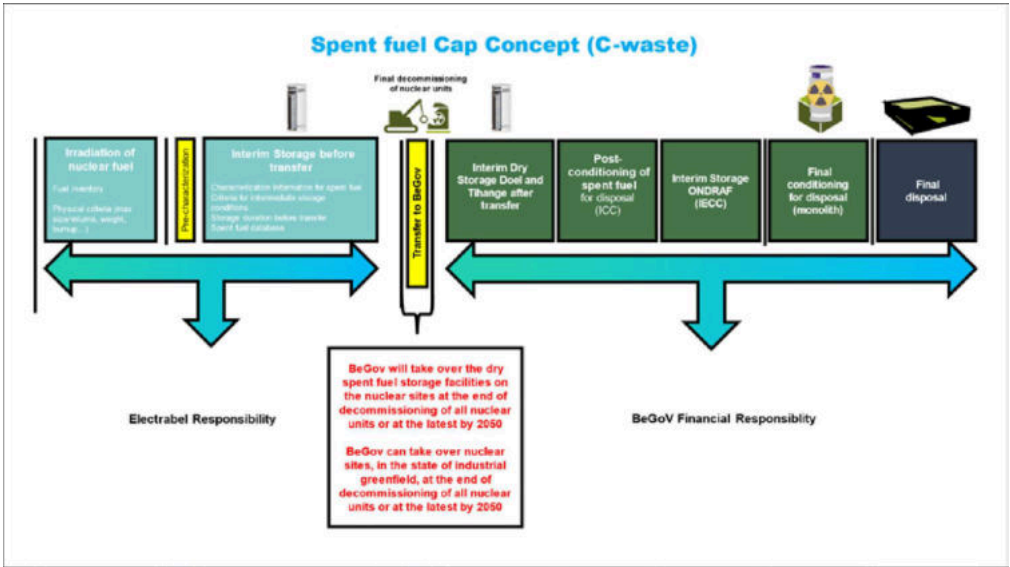 Spent fuel Cap Concept (C-waste)
Final decommissioning
of nuclear units
Irradiation of
nuclear fuel
Fuel inventory
Physical criteria (max
size/volume, weight,
burnup...)
Pre-characterization
Interim Storage before
transfer
Characterization information for spent fuel
Criteria for intermediate storage
conditions
Storage duration before transfer
Spent fuel database
Transfer to BeGov
Interim Dry
Storage Doel and
Tihange after
transfer
Post-
conditioning of
spent fuel
for disposal
(ICC)
Interim Storage
ONDRAF
(IECC)
Final
conditioning
for disposal
(monolith)
Final
disposal
Electrabel Responsibility
BeGov will take over the dry
spent fuel storage facilities on
the nuclear sites at the end of
decommissioning of all nuclear
units or at the latest by 2050
BeGov can take over nuclear
sites, in the state of industrial
greenfield, at the end of
decommissioning of all nuclear
units or at the latest by 2050
BeGoV Financial Responsiblity